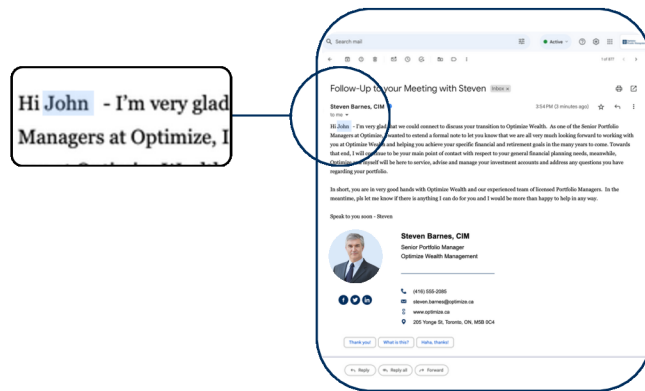 Hi John - I'm very glad
Managers at Optimize, I
Search mail
Active
1 of 877
Follow-Up to your Meeting with Steven Inbox x
Steven Barnes, CIM
3:54 PM (3 minutes ago)
to me
Hi John - I'm very glad that we could connect to discuss your transition to Optimize Wealth. As one of the Senior Portfolio
Managers at Optimize, I wanted to extend a formal note to let you know that we are all very much looking forward to working with
you at Optimize Wealth and helping you achieve your specific financial and retirement goals in the many years to come. Towards
that end, I will continue to be your main point of contact with respect to your general financial planning needs, meanwhile,
Optimize and myself will be here to service, advise and manage your investment accounts and address any questions you have
regarding your portfolio.
In short, you are in very good hands with Optimize Wealth and our experienced team of licensed Portfolio Managers. In the
meantime, pls let me know if there is anything I can do for you and I would be more than happy to help in any way.
Speak to you soon - Steven
Steven Barnes, CIM
Senior Portfolio Manager
Optimize Wealth Management
(416) 555-2085
steven.barnes@optimize.ca
www.optimize.ca
205 Yonge St, Toronto, ON, M5B 0C4
Thank you!
What is this?
Haha, thanks!
Reply
Reply all
Forward